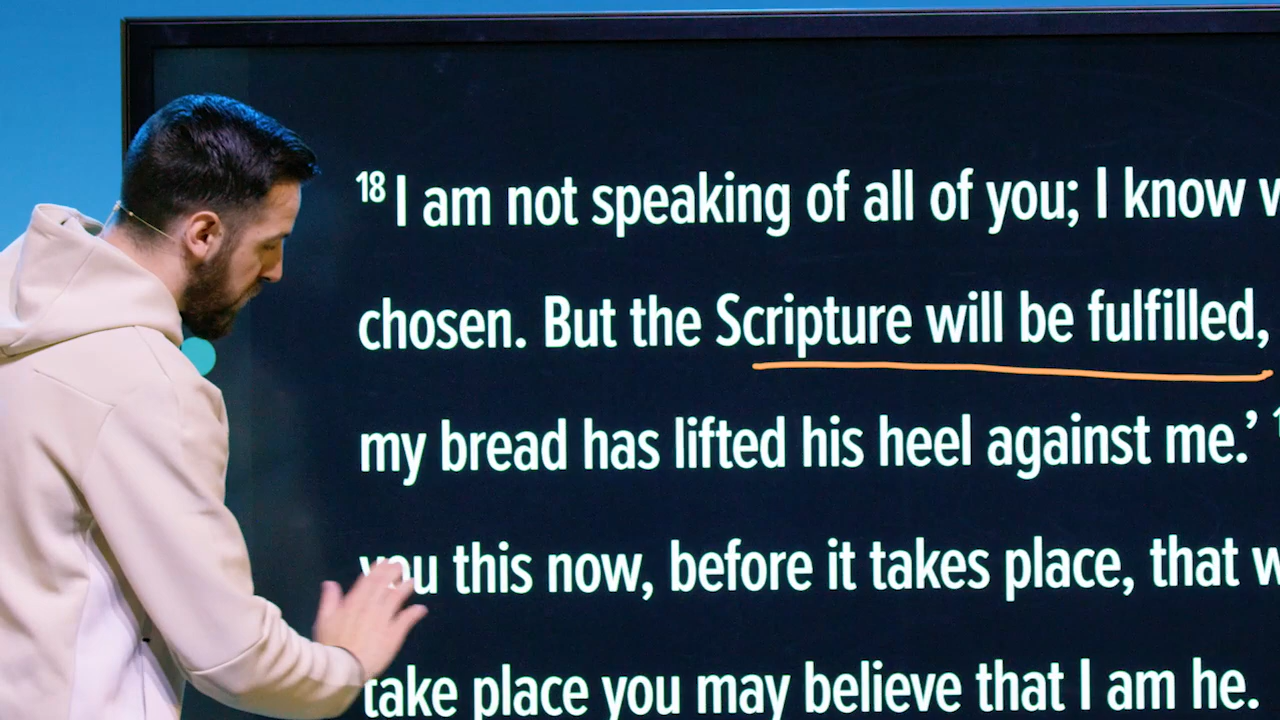 18 I am not speaking of all of you; I know
chosen. But the Scripture will be fulfilled,
my bread has lifted his heel against me.’
you this now, before it takes place, that
take place you may believe that I am he.